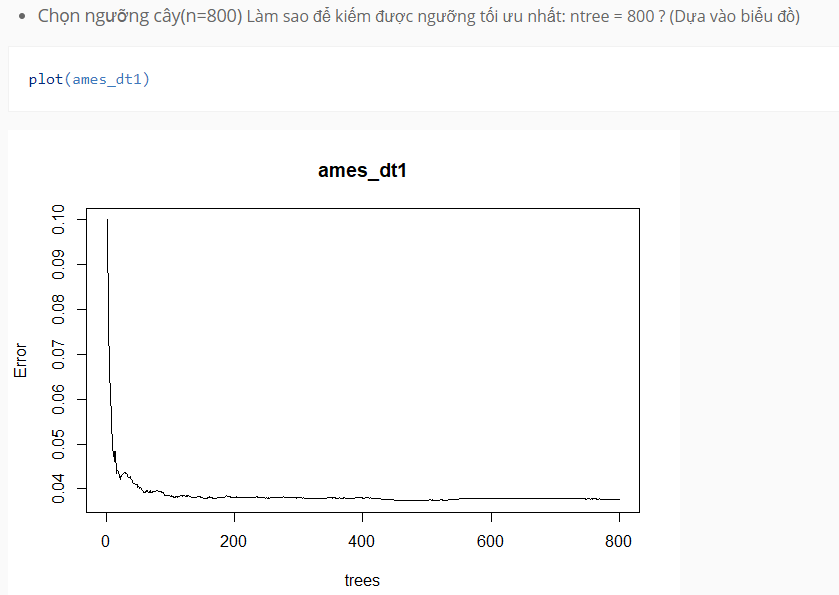 Chọn ngưỡng cây(n=800) Làm sao để kiếm được ngưỡng tối ưu nhất: ntree = 800 ? (Dựa vào biểu đồ)
plot(ames_dt1)
ames_dt1
0.10
0.09
0.08
0.07
0.06
0.05
0.04
Error
0 200 400 600 800
trees